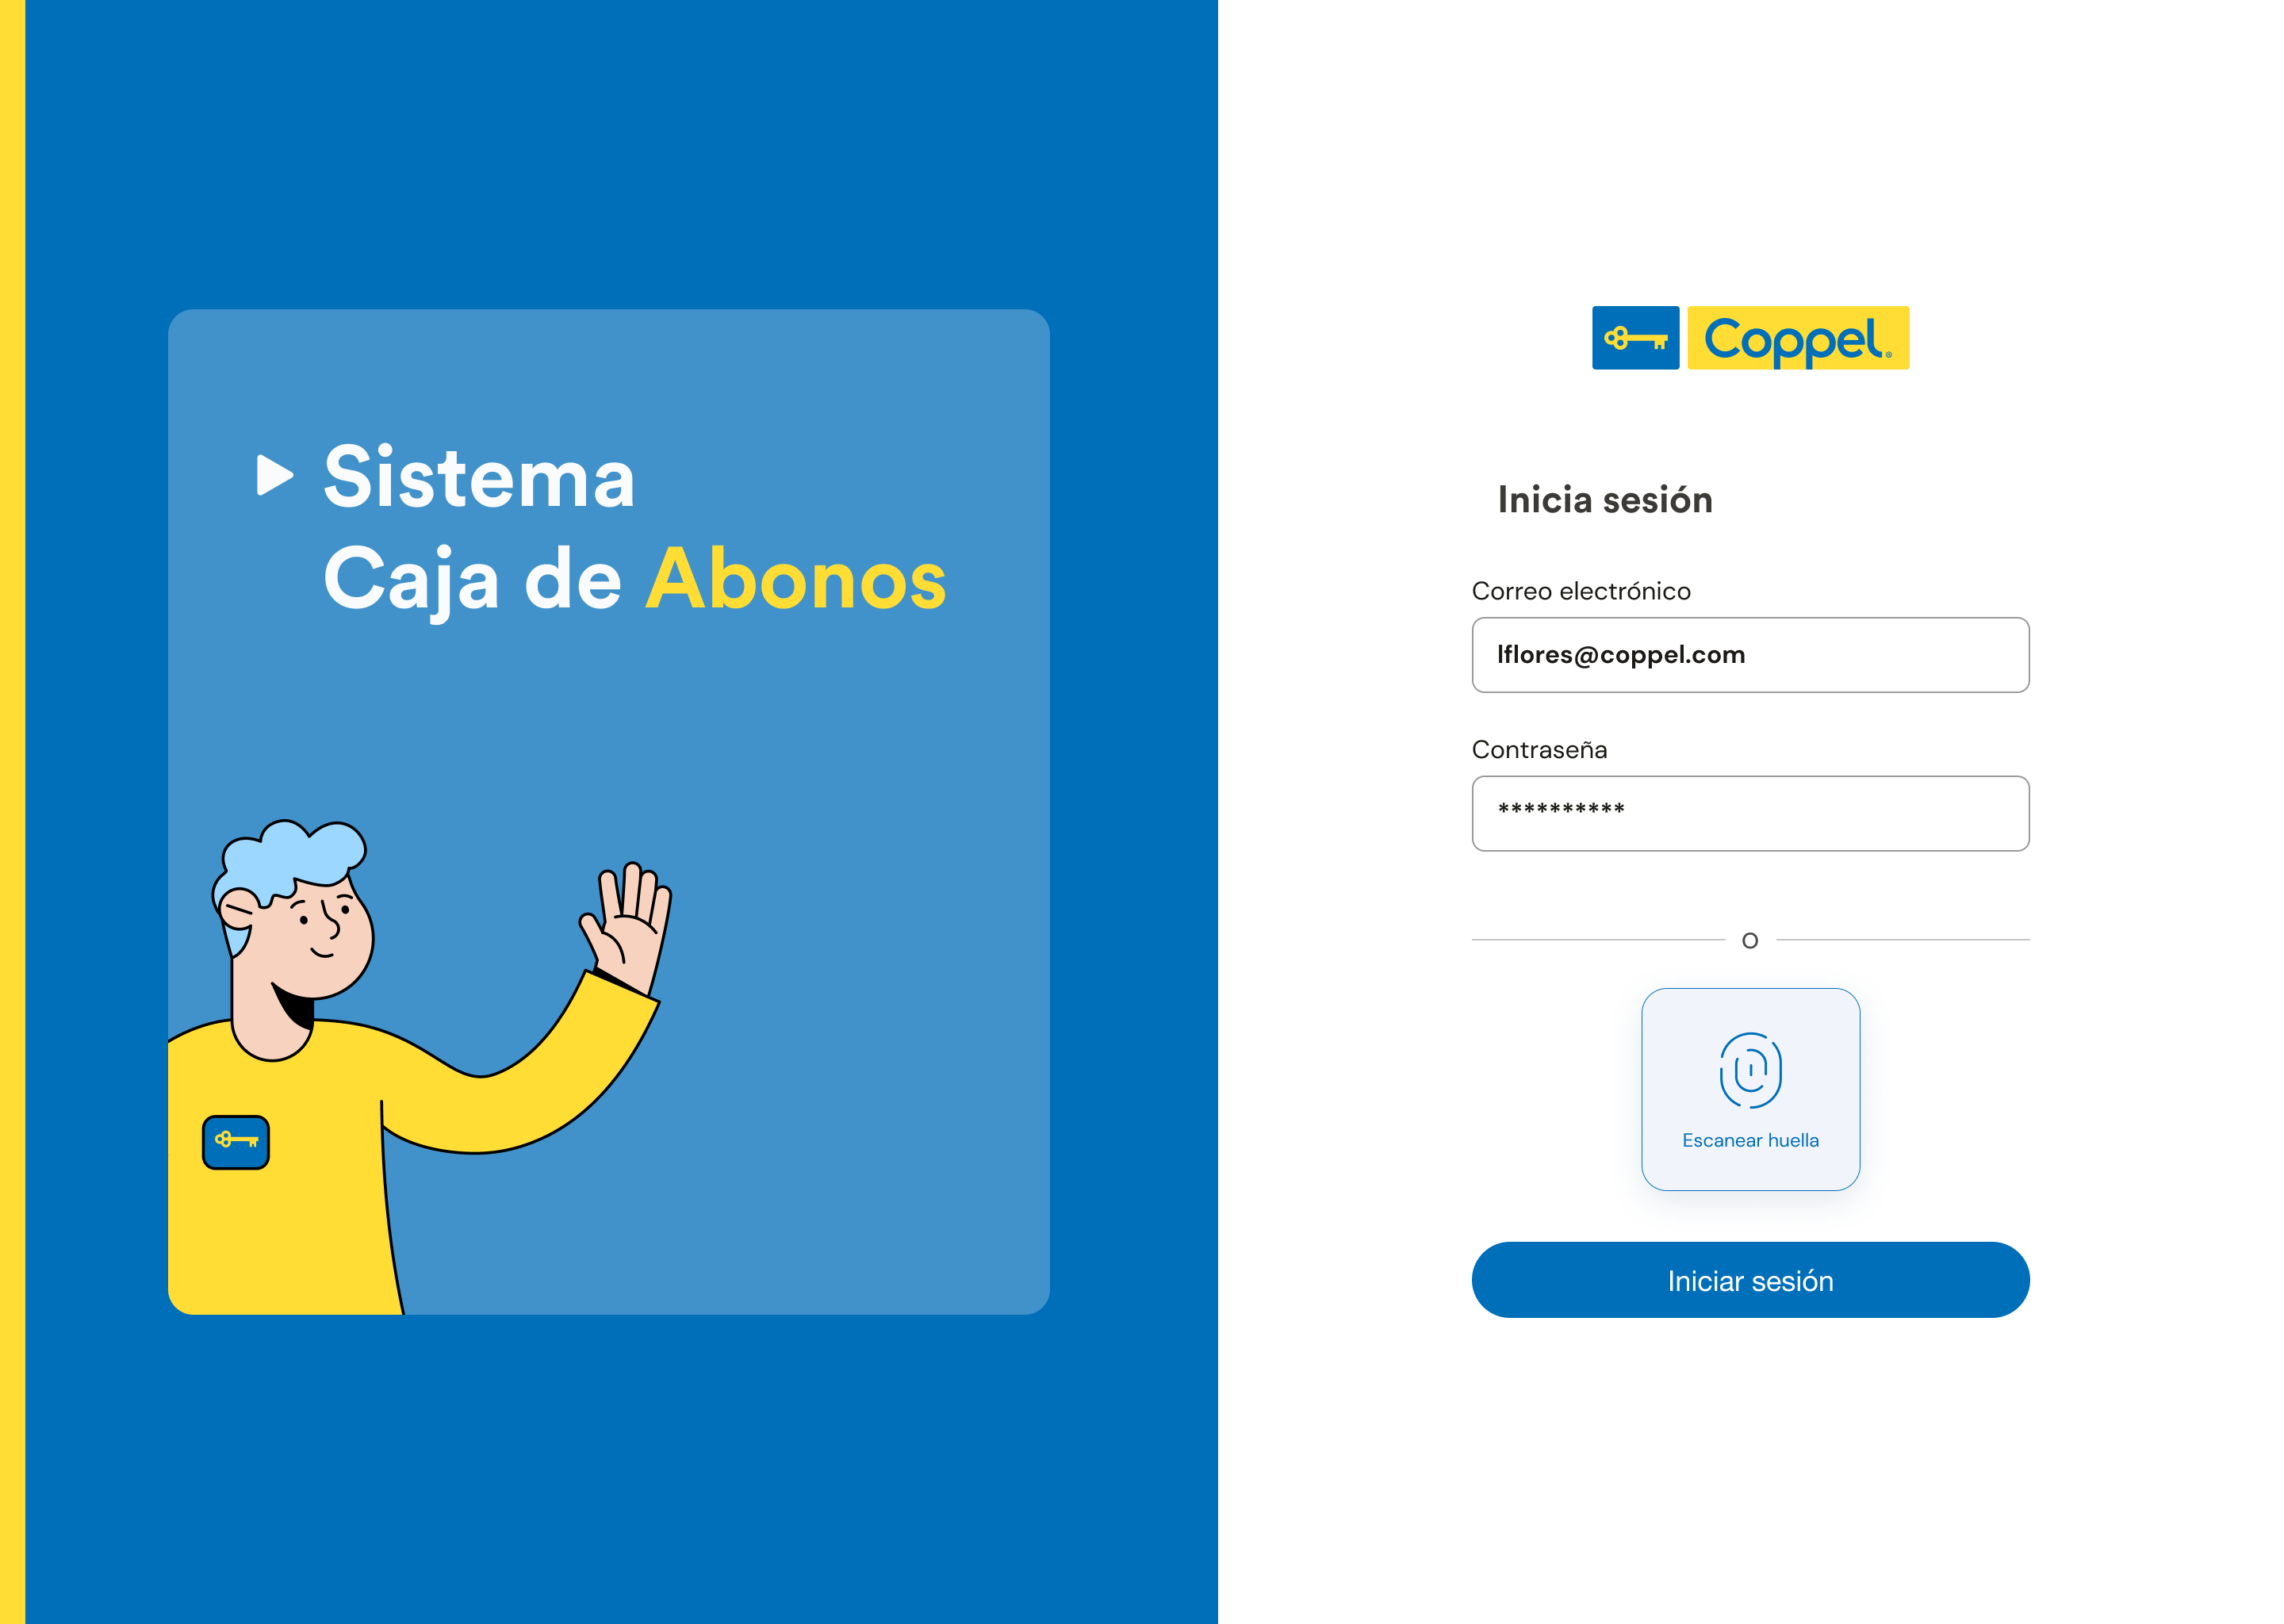 Sistema
Caja de Abonos
Coppel®
Inicia sesión
Correo electrónico
lflores@coppel.com
Contraseña
**********
O
Escanear huella
Iniciar sesión